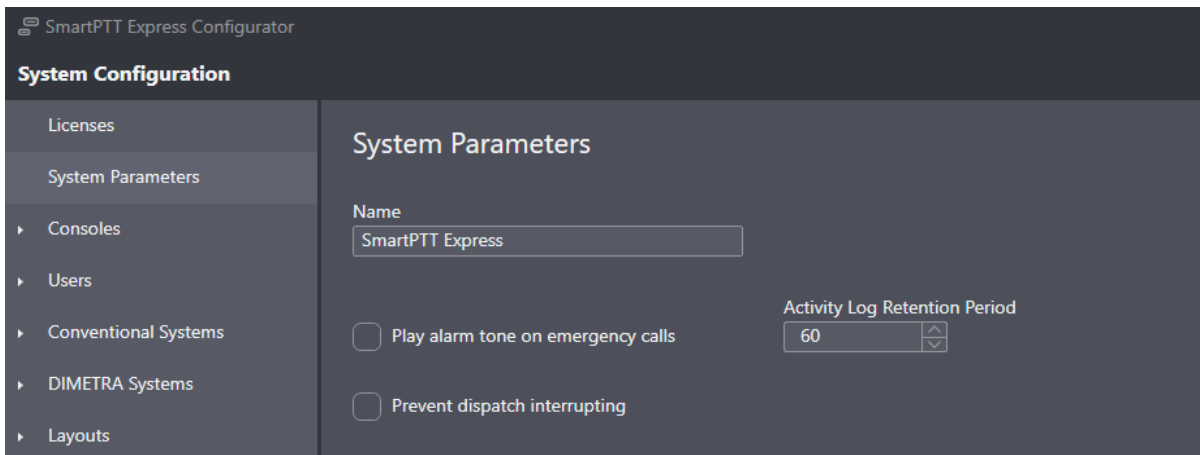 SmartPTT Express Configurator
System Configuration
Licenses
System Parameters
Consoles
Users
Conventional Systems
DIMETRA Systems
Layouts
System Parameters
Name
SmartPTT Express
Play alarm tone on emergency calls
Activity Log Retention Period
60
Prevent dispatch interrupting